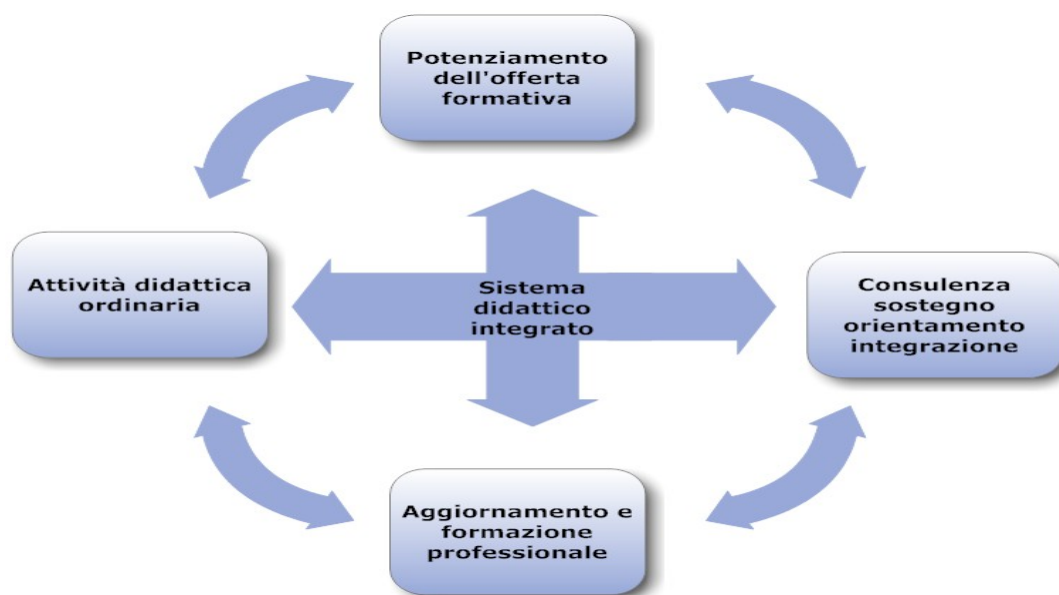 Potenziamento
dell'offerta
formativa
Attività didattica
ordinaria
Sistema
didattico
integrato
Consulenza
sostegno
orientamento
integrazione
Aggiornamento e
formazione
professionale